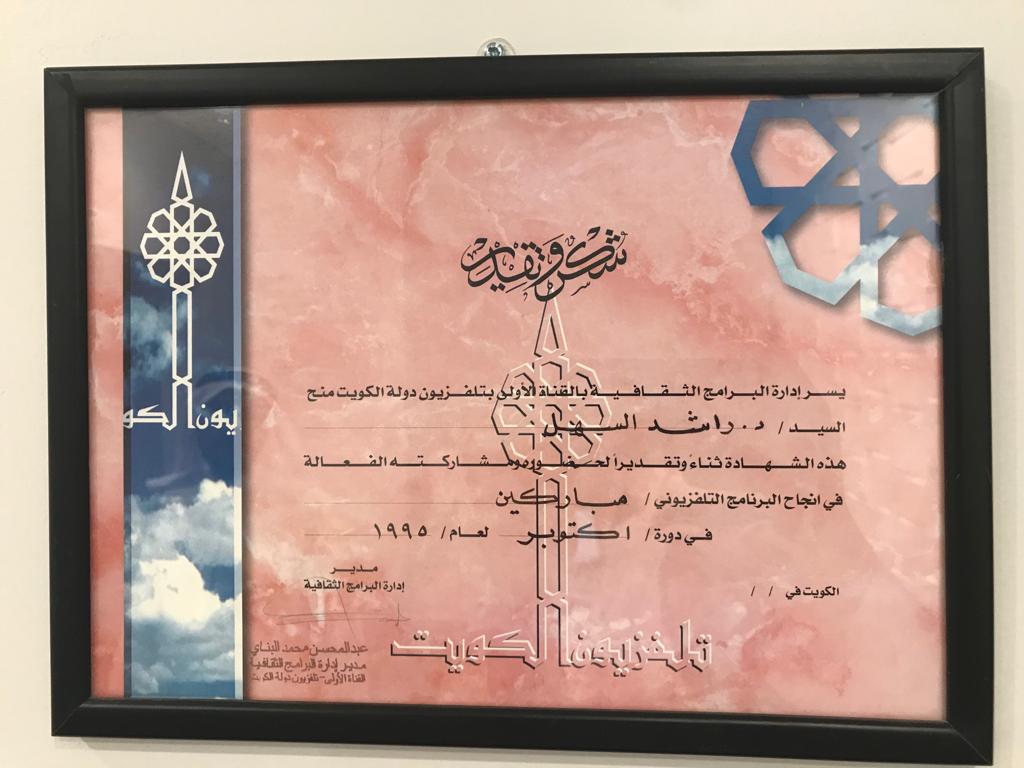 شكر وتقدير
يسر إدارة البرامج الثقافية بالقناة الأولى بتلفزيون دولة الكويت منح
السيد / د. راشد السهل
هذه الشهادة ثناءً وتقديراً لحضوره ومشاركته الفعالة
في انجاح البرنامج التلفزيوني / مباركين
في دورة / اكتوبر لعام / ١٩٩٥
الكويت في / /
مدير
إدارة البرامج الثقافية
عبدالمحسن محمد البناي
مدير إدارة البرامج الثقافية
القناة الأولى - تلفزيون دولة الكويت
تلفزيون الكويت
يون الكو